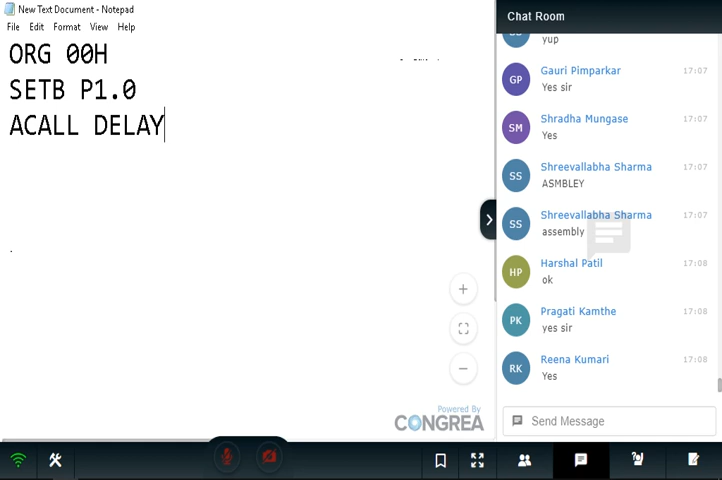 New Text Document - Notepad
File Edit Format View Help
ORG 00H
SETB P1.0
ACALL DELAY
Powered By
CONGREA
Chat Room
SS
yup
GP
Gauri Pimparkar
17:07
Yes sir
SM
Shradha Mungase
17:07
Yes
SS
Shreevallabha Sharma
17:07
ASMBLEY
SS
Shreevallabha Sharma
17:07
assembly
HP
Harshal Patil
17:08
ok
PK
Pragati Kamthe
17:08
yes sir
RK
Reena Kumari
17:08
Yes
Send Message